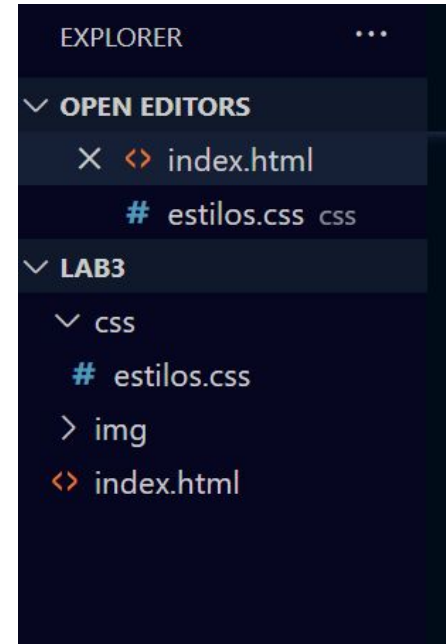 EXPLORER ...
OPEN EDITORS
index.html
# estilos.css css
LAB3
css
# estilos.css
img
index.html